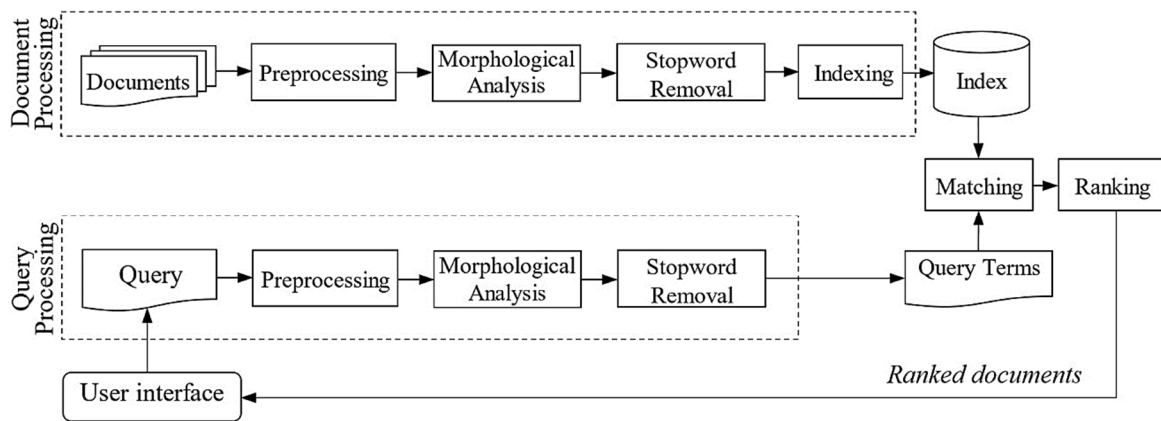 Document
Processing
Documents
Preprocessing
Morphological
Analysis
Stopword
Removal
Indexing
Index
Matching
Ranking
Query
Processing
Query
Preprocessing
Morphological
Analysis
Stopword
Removal
Query Terms
User interface
Ranked documents